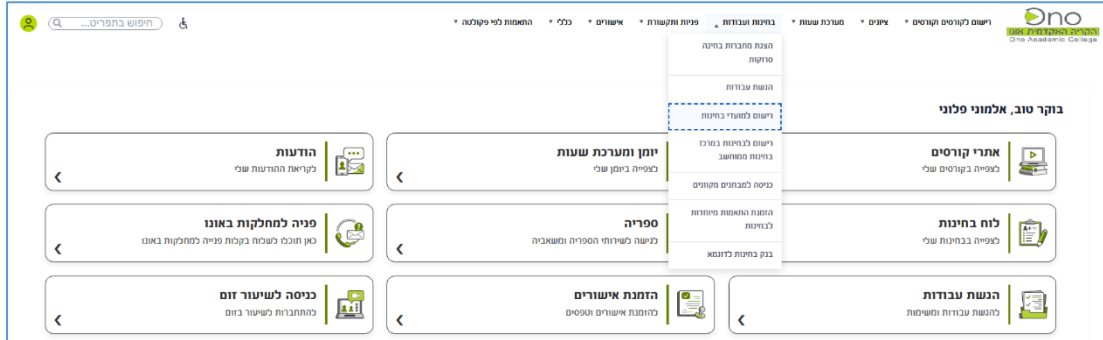 רישום לקורסים וקורסים
ציונים
מערכת שעות
בחינות ועבודות
פניות ותקשורת
אישורים
כללי
התאמות לפי פקולטה
חיפוש בתפריט...
Ono
הקריה האקדמית אונו
Ono Academic College
הצגת מחברות בחינה
סרוקות
הגשת עבודות
רישום למועדי בחינות
רישום לבחינות במרכז
בחינות ממוחשב
כניסה למבחנים מקוונים
הזמנת התאמות מיוחדות
לבחינות
בנק בחינות לדוגמא
בוקר טוב, אלמוני פלוני
אתרי קורסים
לצפייה בקורסים שלי
יומן ומערכת שעות
לצפייה ביומן שלי
הודעות
לקריאת ההודעות שלי
לוח בחינות
לצפייה בבחינות שלי
ספריה
לגישה לשירותי הספריה ומשאביה
פניה למחלקות באונו
כאן תוכלו לשלוח בקלות פנייה למחלקות באונו
הגשת עבודות
להגשת עבודות ומשימות
הזמנת אישורים
להזמנת אישורים וטפסים
כניסה לשיעור זום
להתחברות לשיעור בזום